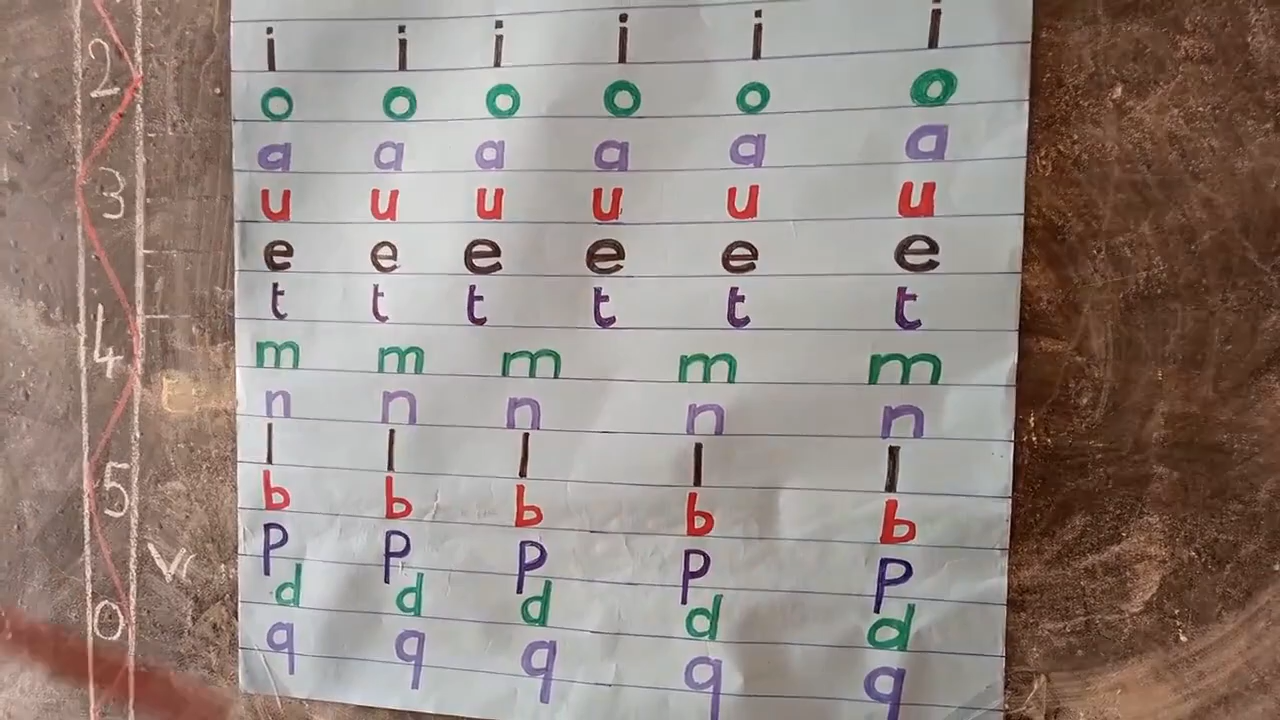 i i i i i i
o o o o o o
a a a a a a
u u u u u u
e e e e e e
t t t t t t
m m m m m
n n n n n
l l l l l
b b b b b
p p p p p
d d d d d
q q q q q
2
3
4
5
0